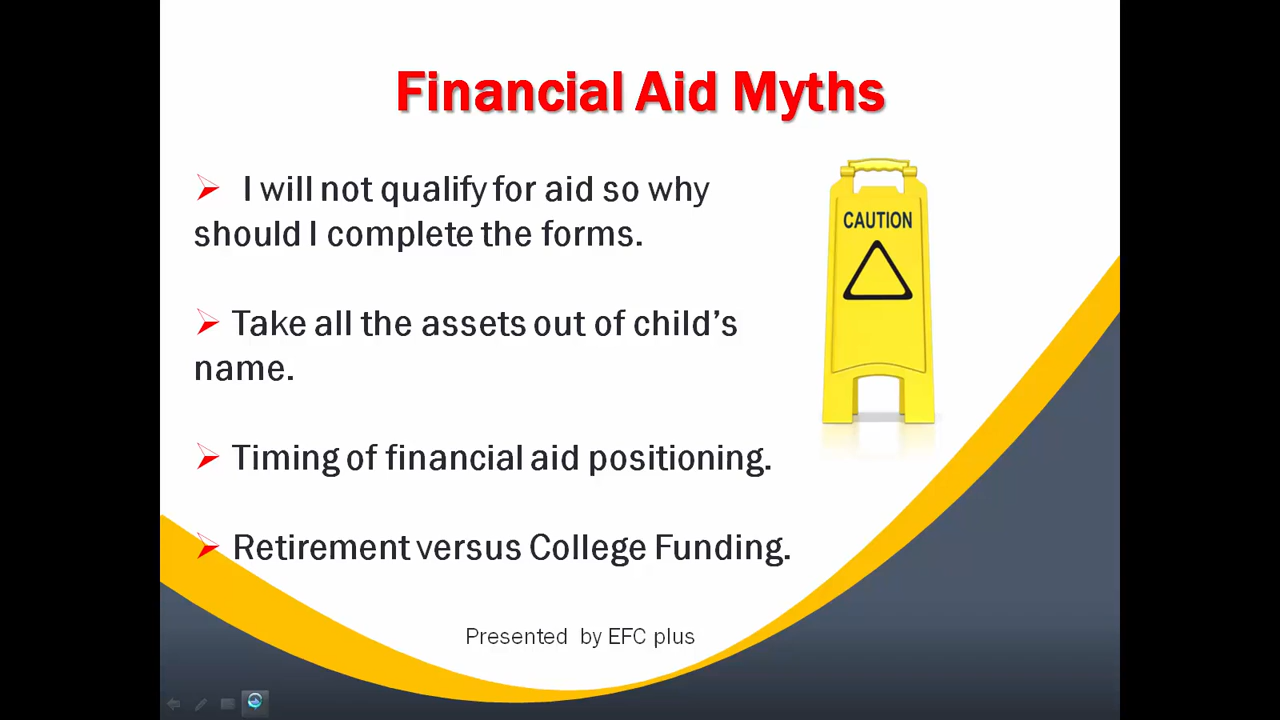 Financial Aid Myths
I will not qualify for aid so why
should I complete the forms.
CAUTION
Take all the assets out of child’s
name.
Timing of financial aid positioning.
Retirement versus College Funding.
Presented by EFC plus